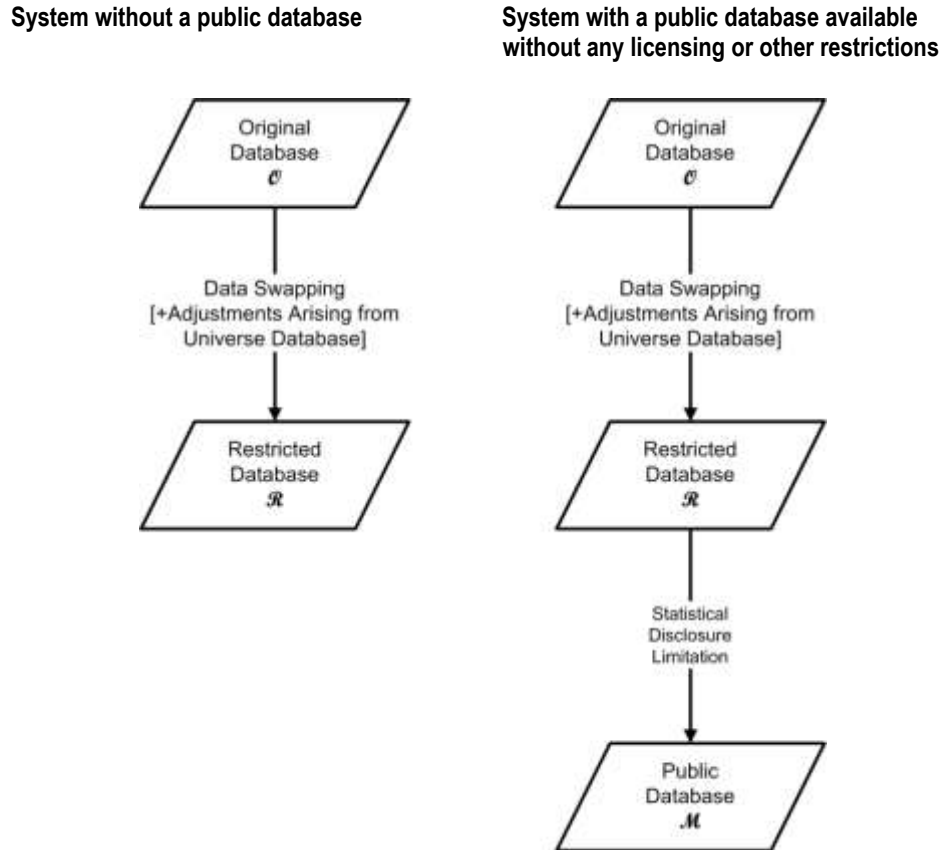 System without a public database
Original
Database
𝒪
Data Swapping
[+Adjustments Arising from
Universe Database]
Restricted
Database
ℛ
System with a public database available
without any licensing or other restrictions
Original
Database
𝒪
Data Swapping
[+Adjustments Arising from
Universe Database]
Restricted
Database
ℛ
Statistical
Disclosure
Limitation
Public
Database
ℳ